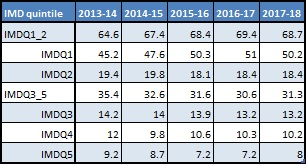 IMD quintile 2013-14 2014-15 2015-16 2016-17 2017-18
IMDQ1_2 64.6 67.6 68.4 69.4 68.7
IMDQ1 45.2 47.6 50.3 51 50.2
IMDQ2 19.4 19.8 18.1 18.4 18.4
IMDQ3_5 35.4 32.6 31.6 30.6 31.3
IMDQ3 14.2 14 13.9 13.2 13.2
IMDQ4 12 9.8 10.6 10.3 10.2
IMDQ5 9.2 8.7 7.2 7.2 8